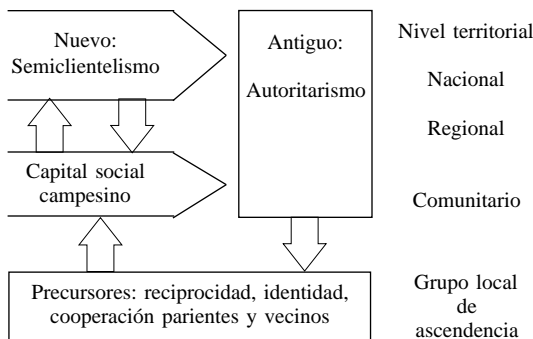 Nuevo:
Semiclientelismo
Antiguo:
Autoritarismo
Nivel territorial
Nacional
Regional
Capital social
campesino
Comunitario
Precursores: reciprocidad, identidad,
cooperación parientes y vecinos
Grupo local
de
ascendencia